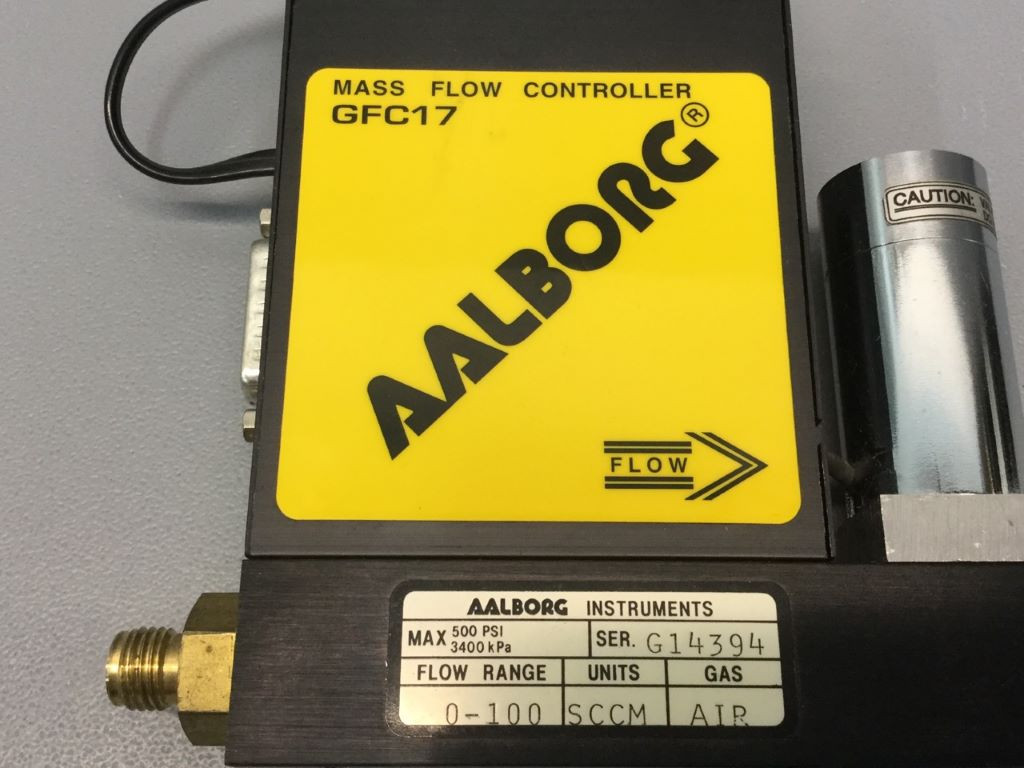 MASS FLOW CONTROLLER
GFC17
AALBORG®
CAUTION:
FLOW
AALBORG INSTRUMENTS
MAX 500 PSI 3400 kPa
SER. G14394
FLOW RANGE UNITS GAS
0-100 SCCM AIR